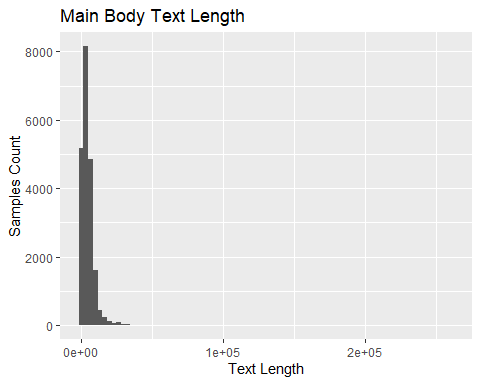 Main Body Text Length
8000
6000
4000
2000
0
Samples Count
0e+00 1e+05 2e+05
Text Length